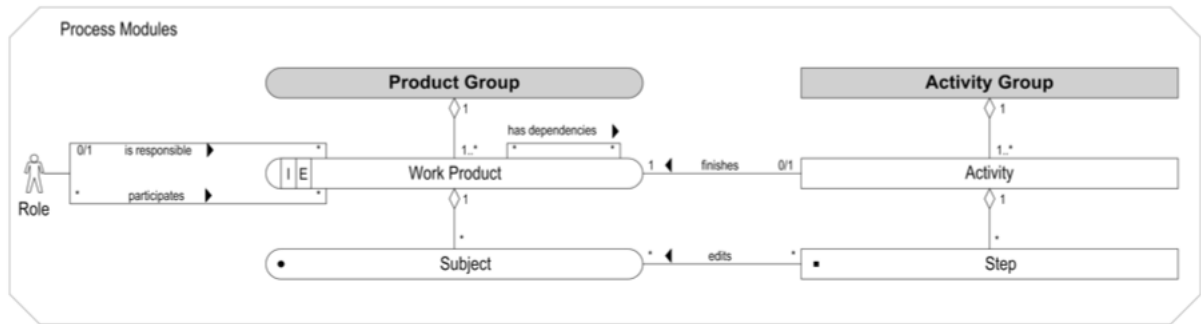 Process Modules
Product Group
Activity Group
1
1
has dependencies
0/1 is responsible *
1..*
* *
1..*
I E Work Product
1 finishes 0/1
Activity
Role
* participates *
1
1
*
*
Subject
* edits *
Step